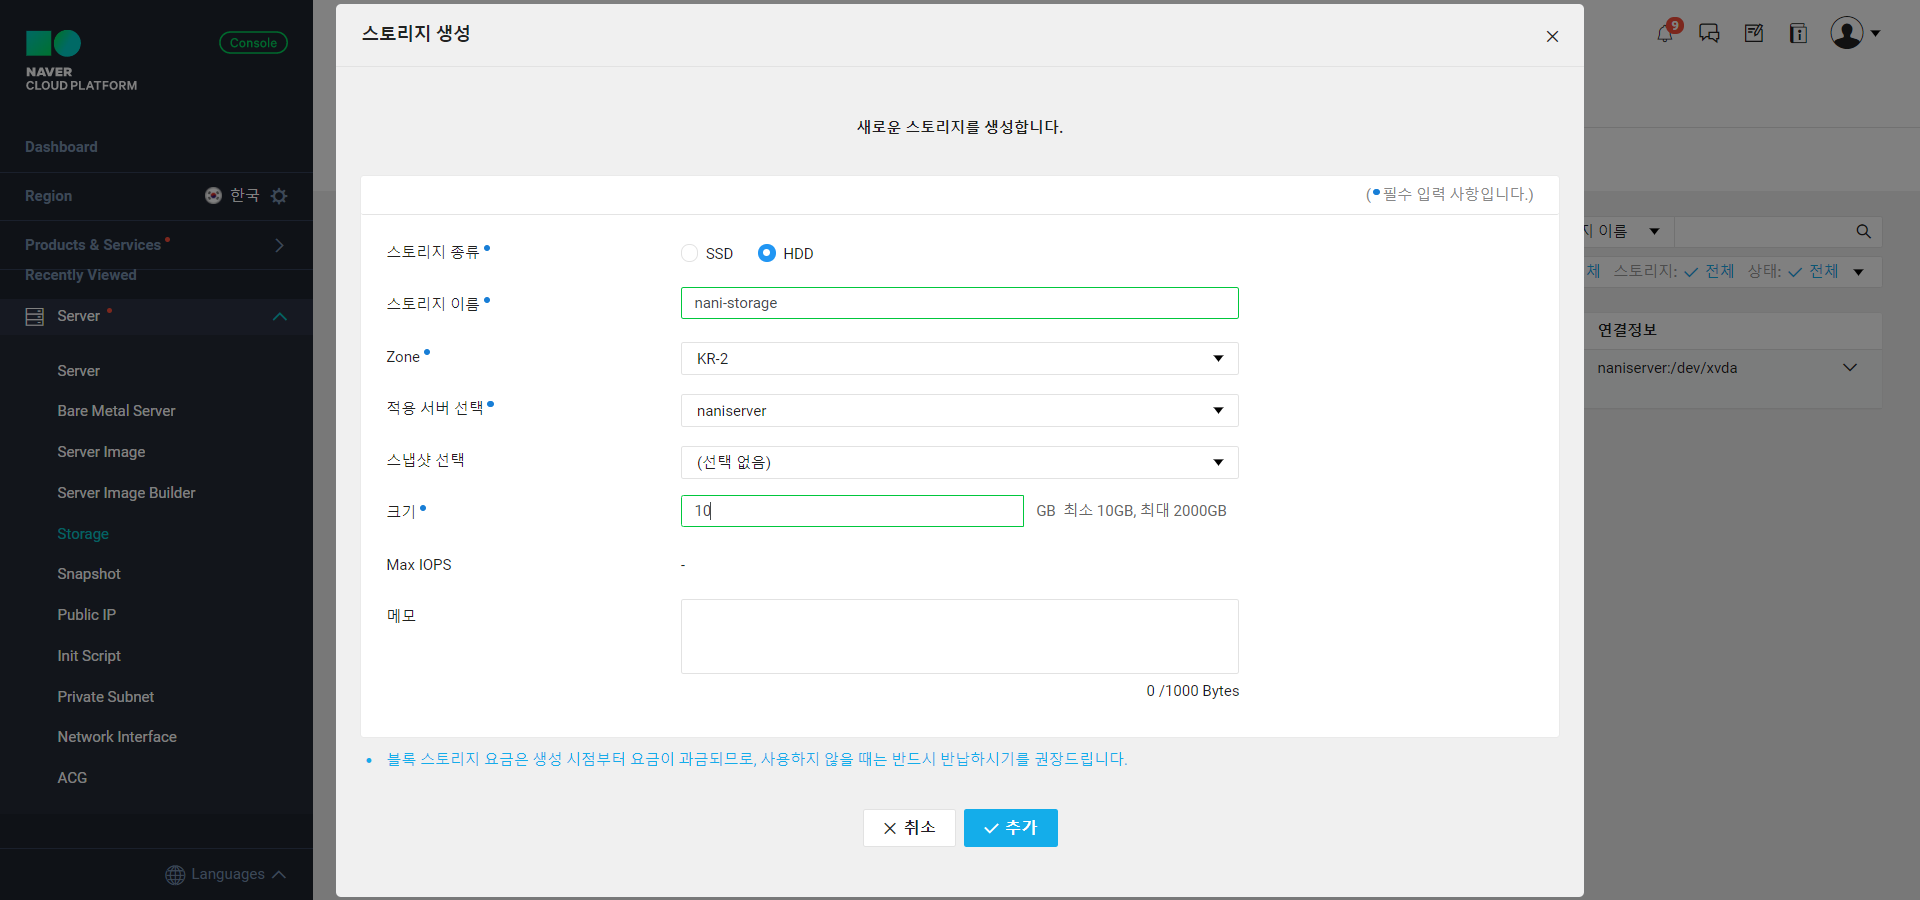 NAVER
CLOUD PLATFORM
Console
Dashboard
Region
한국
Products & Services
Recently Viewed
Server
Server
Bare Metal Server
Server Image
Server Image Builder
Storage
Snapshot
Public IP
Init Script
Private Subnet
Network Interface
ACG
Languages
스토리지 생성
새로운 스토리지를 생성합니다.
(•필수 입력 사항입니다.)
스토리지 종류•
SSD
HDD
스토리지 이름•
nani-storage
Zone•
KR-2
적용 서버 선택•
naniserver
스냅샷 선택
(선택 없음)
크기•
10
GB 최소 10GB, 최대 2000GB
Max IOPS
-
메모
0 /1000 Bytes
• 블록 스토리지 요금은 생성 시점부터 요금이 과금되므로, 사용하지 않을 때는 반드시 반납하시기를 권장드립니다.
취소
추가
9
지 이름
체 스토리지: 전체 상태: 전체
연결정보
naniserver:/dev/xvda